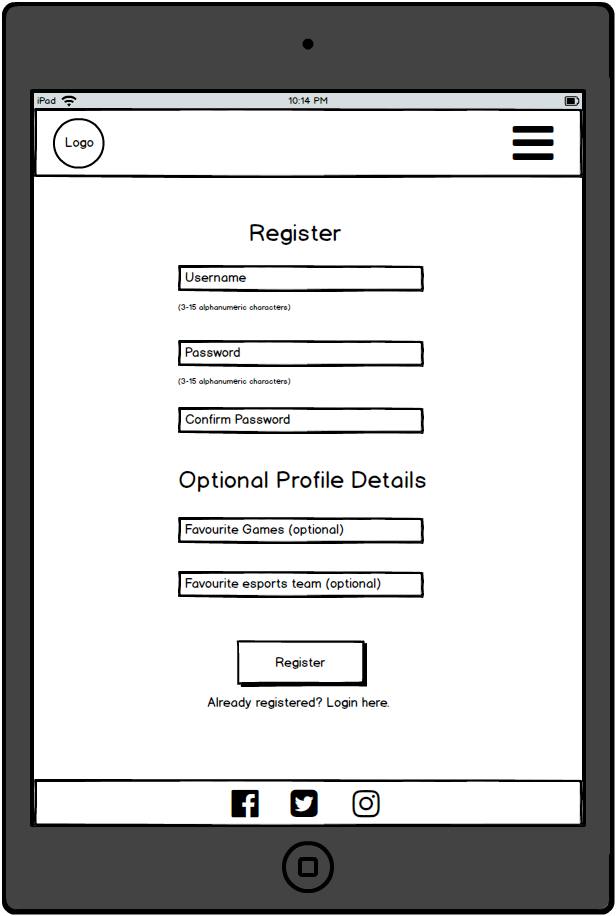 iPad
10:14 PM
Logo
Register
Username
(3-15 alphanumeric characters)
Password
(3-15 alphanumeric characters)
Confirm Password
Optional Profile Details
Favourite Games (optional)
Favourite esports team (optional)
Register
Already registered? Login here.